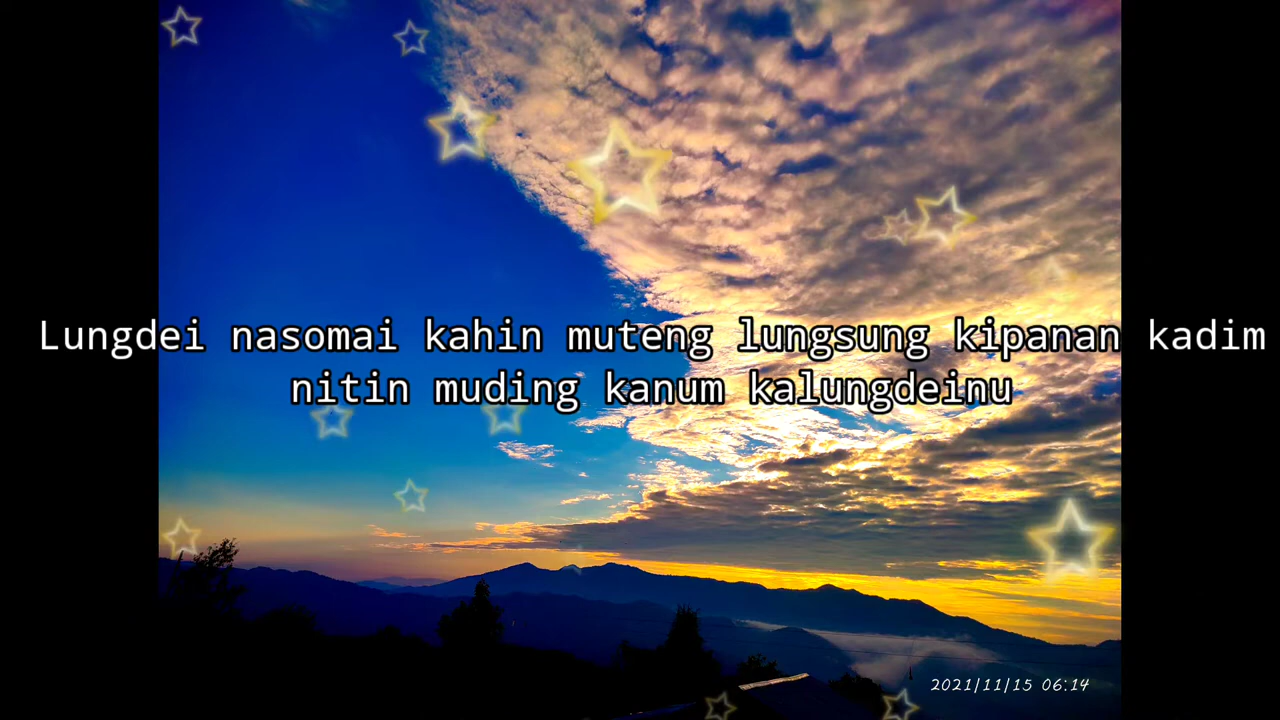 Lungdei nasomai kahin muteng lungsung kipanan kadim
nitin muding kanum kalungdeinu
2021/11/15 06:14